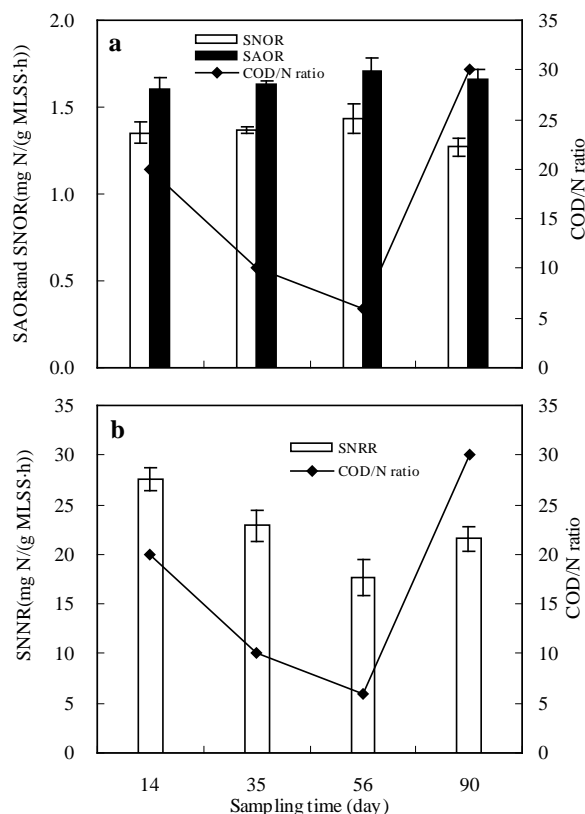 a
SNOR
SAOR
COD/N ratio
SAORand SNOR(mg N/(g MLSS·h))
2.0
1.5
1.0
0.5
0.0
35
30
25
20
15
10
5
0
COD/N ratio
b
SNRR
COD/N ratio
SNNR(mg N/(g MLSS·h))
35
30
25
20
15
10
5
0
35
30
25
20
15
10
5
0
COD/N ratio
14 35 56 90
Sampling time (day)